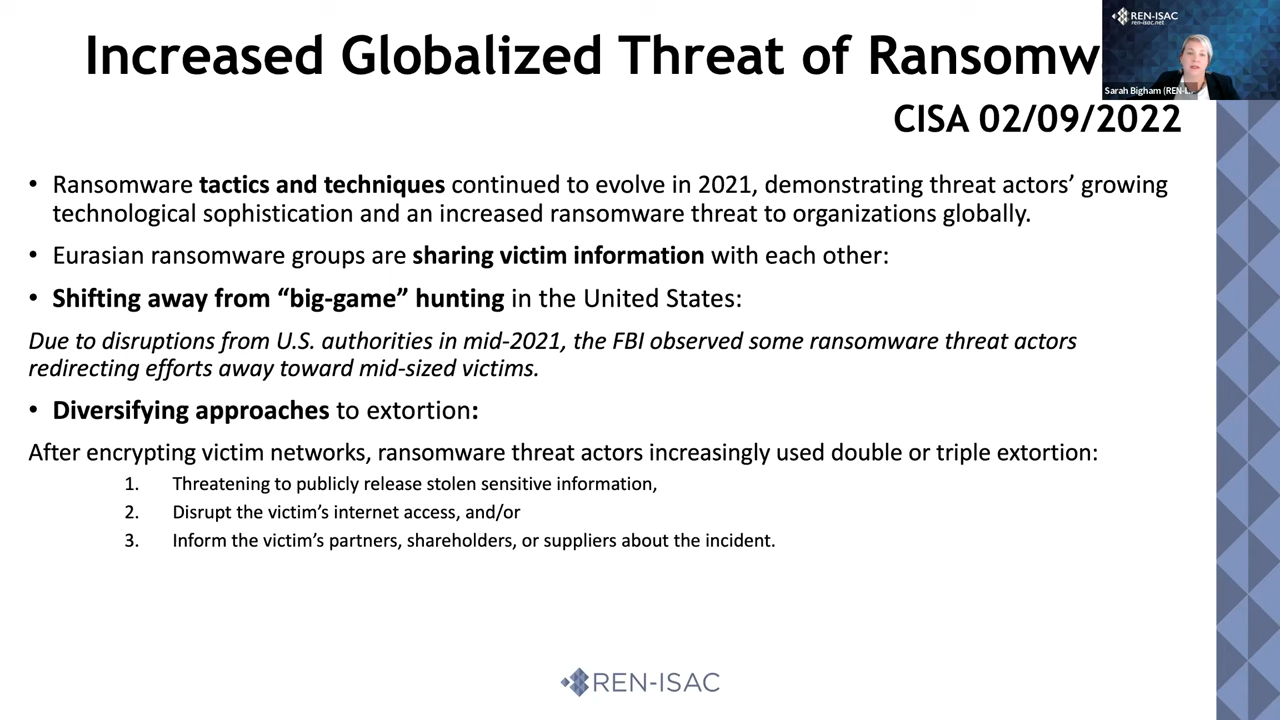 Increased Globalized Threat of Ransomw
REN-ISAC
ren-isac.net
Sarah Bigham (REN-I...
CISA 02/09/2022
• Ransomware tactics and techniques continued to evolve in 2021, demonstrating threat actors’ growing
technological sophistication and an increased ransomware threat to organizations globally.
• Eurasian ransomware groups are sharing victim information with each other:
• Shifting away from “big-game” hunting in the United States:
Due to disruptions from U.S. authorities in mid-2021, the FBI observed some ransomware threat actors
redirecting efforts away toward mid-sized victims.
• Diversifying approaches to extortion:
After encrypting victim networks, ransomware threat actors increasingly used double or triple extortion:
1. Threatening to publicly release stolen sensitive information,
2. Disrupt the victim’s internet access, and/or
3. Inform the victim’s partners, shareholders, or suppliers about the incident.
REN-ISAC